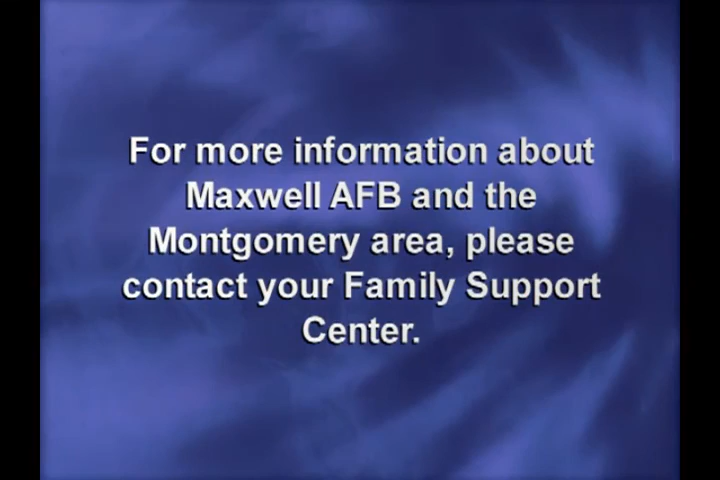 For more information about
Maxwell AFB and the
Montgomery area, please
contact your Family Support
Center.